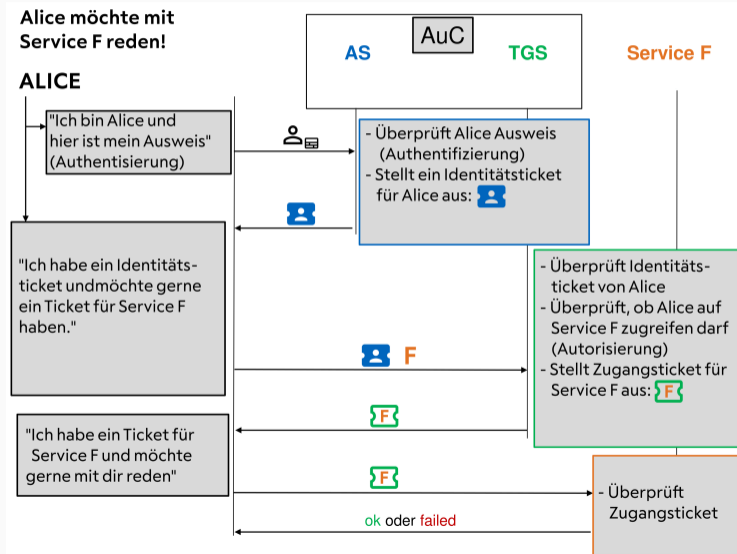 Alice möchte mit
Service F reden!
AuC
AS
TGS
Service F
ALICE
"Ich bin Alice und
hier ist mein Ausweis"
(Authentisierung)
- Überprüft Alice Ausweis
(Authentifizierung)
- Stellt ein Identitätsticket
für Alice aus:
"Ich habe ein Identitäts-
ticket undmöchte gerne
ein Ticket für Service F
haben."
- Überprüft Identitäts-
ticket von Alice
- Überprüft, ob Alice auf
Service F zugreifen darf
(Autorisierung)
- Stellt Zugangsticket für
Service F aus: F
F
F
"Ich habe ein Ticket für
Service F und möchte
gerne mit dir reden"
F
- Überprüft
Zugangsticket
ok oder failed